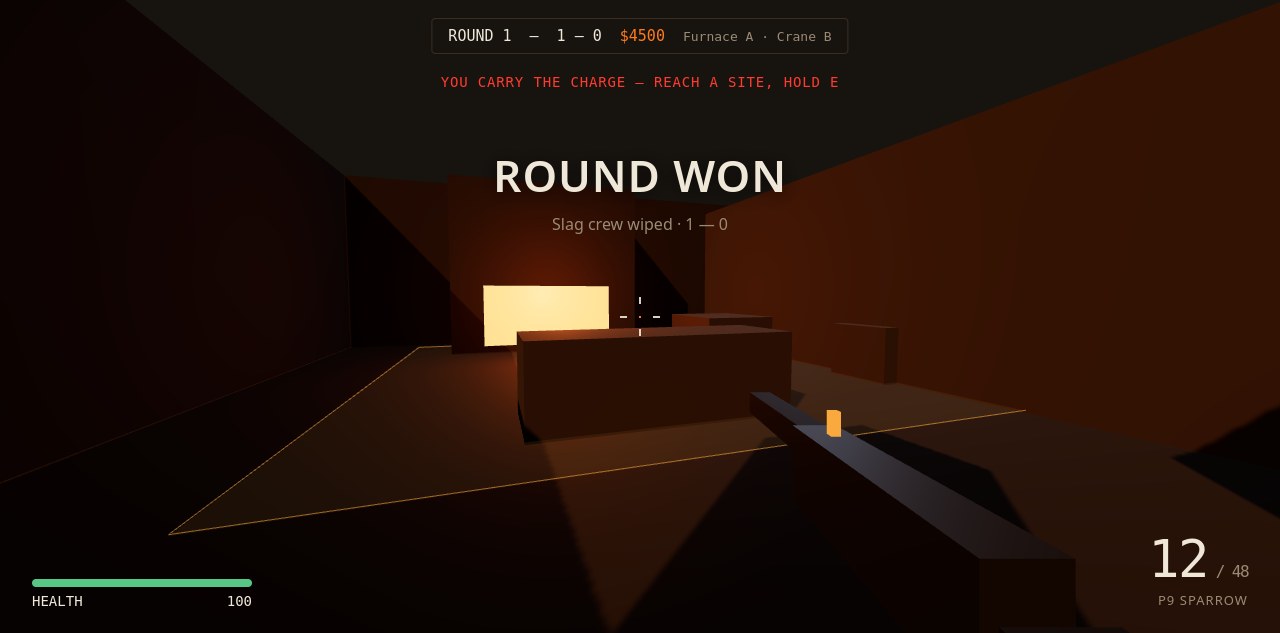 ROUND 1 — 1 — 0 $4500 Furnace A · Crane B
YOU CARRY THE CHARGE — REACH A SITE, HOLD E
ROUND WON
Slag crew wiped · 1 — 0
12 / 48
HEALTH 100
P9 SPARROW